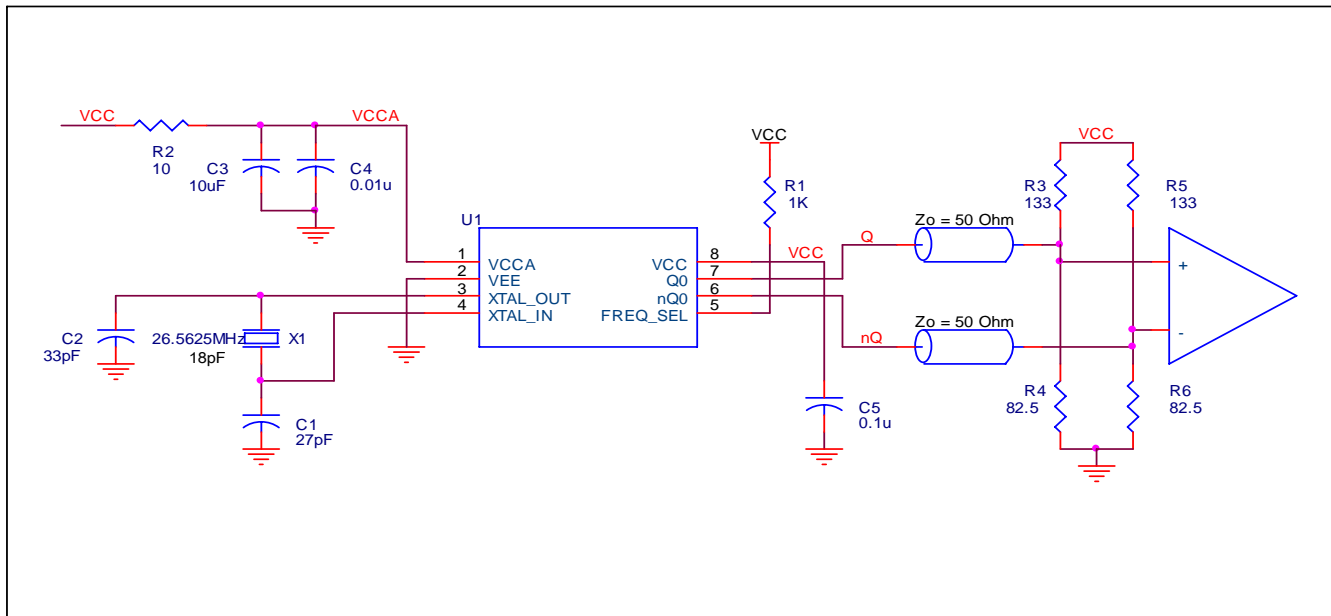 VCC
R2
10
C3
10uF
C4
0.01u
VCCA
C2
33pF
26.5625MHz
18pF
X1
C1
27pF
U1
1 VCCA
2 VEE
3 XTAL_OUT
4 XTAL_IN
VCC 8
Q0 7
nQ0 6
FREQ_SEL 5
VCC
R1
1K
VCC
C5
0.1u
Q
Zo = 50 Ohm
nQ
Zo = 50 Ohm
VCC
R3
133
R5
133
R4
82.5
R6
82.5
+
-